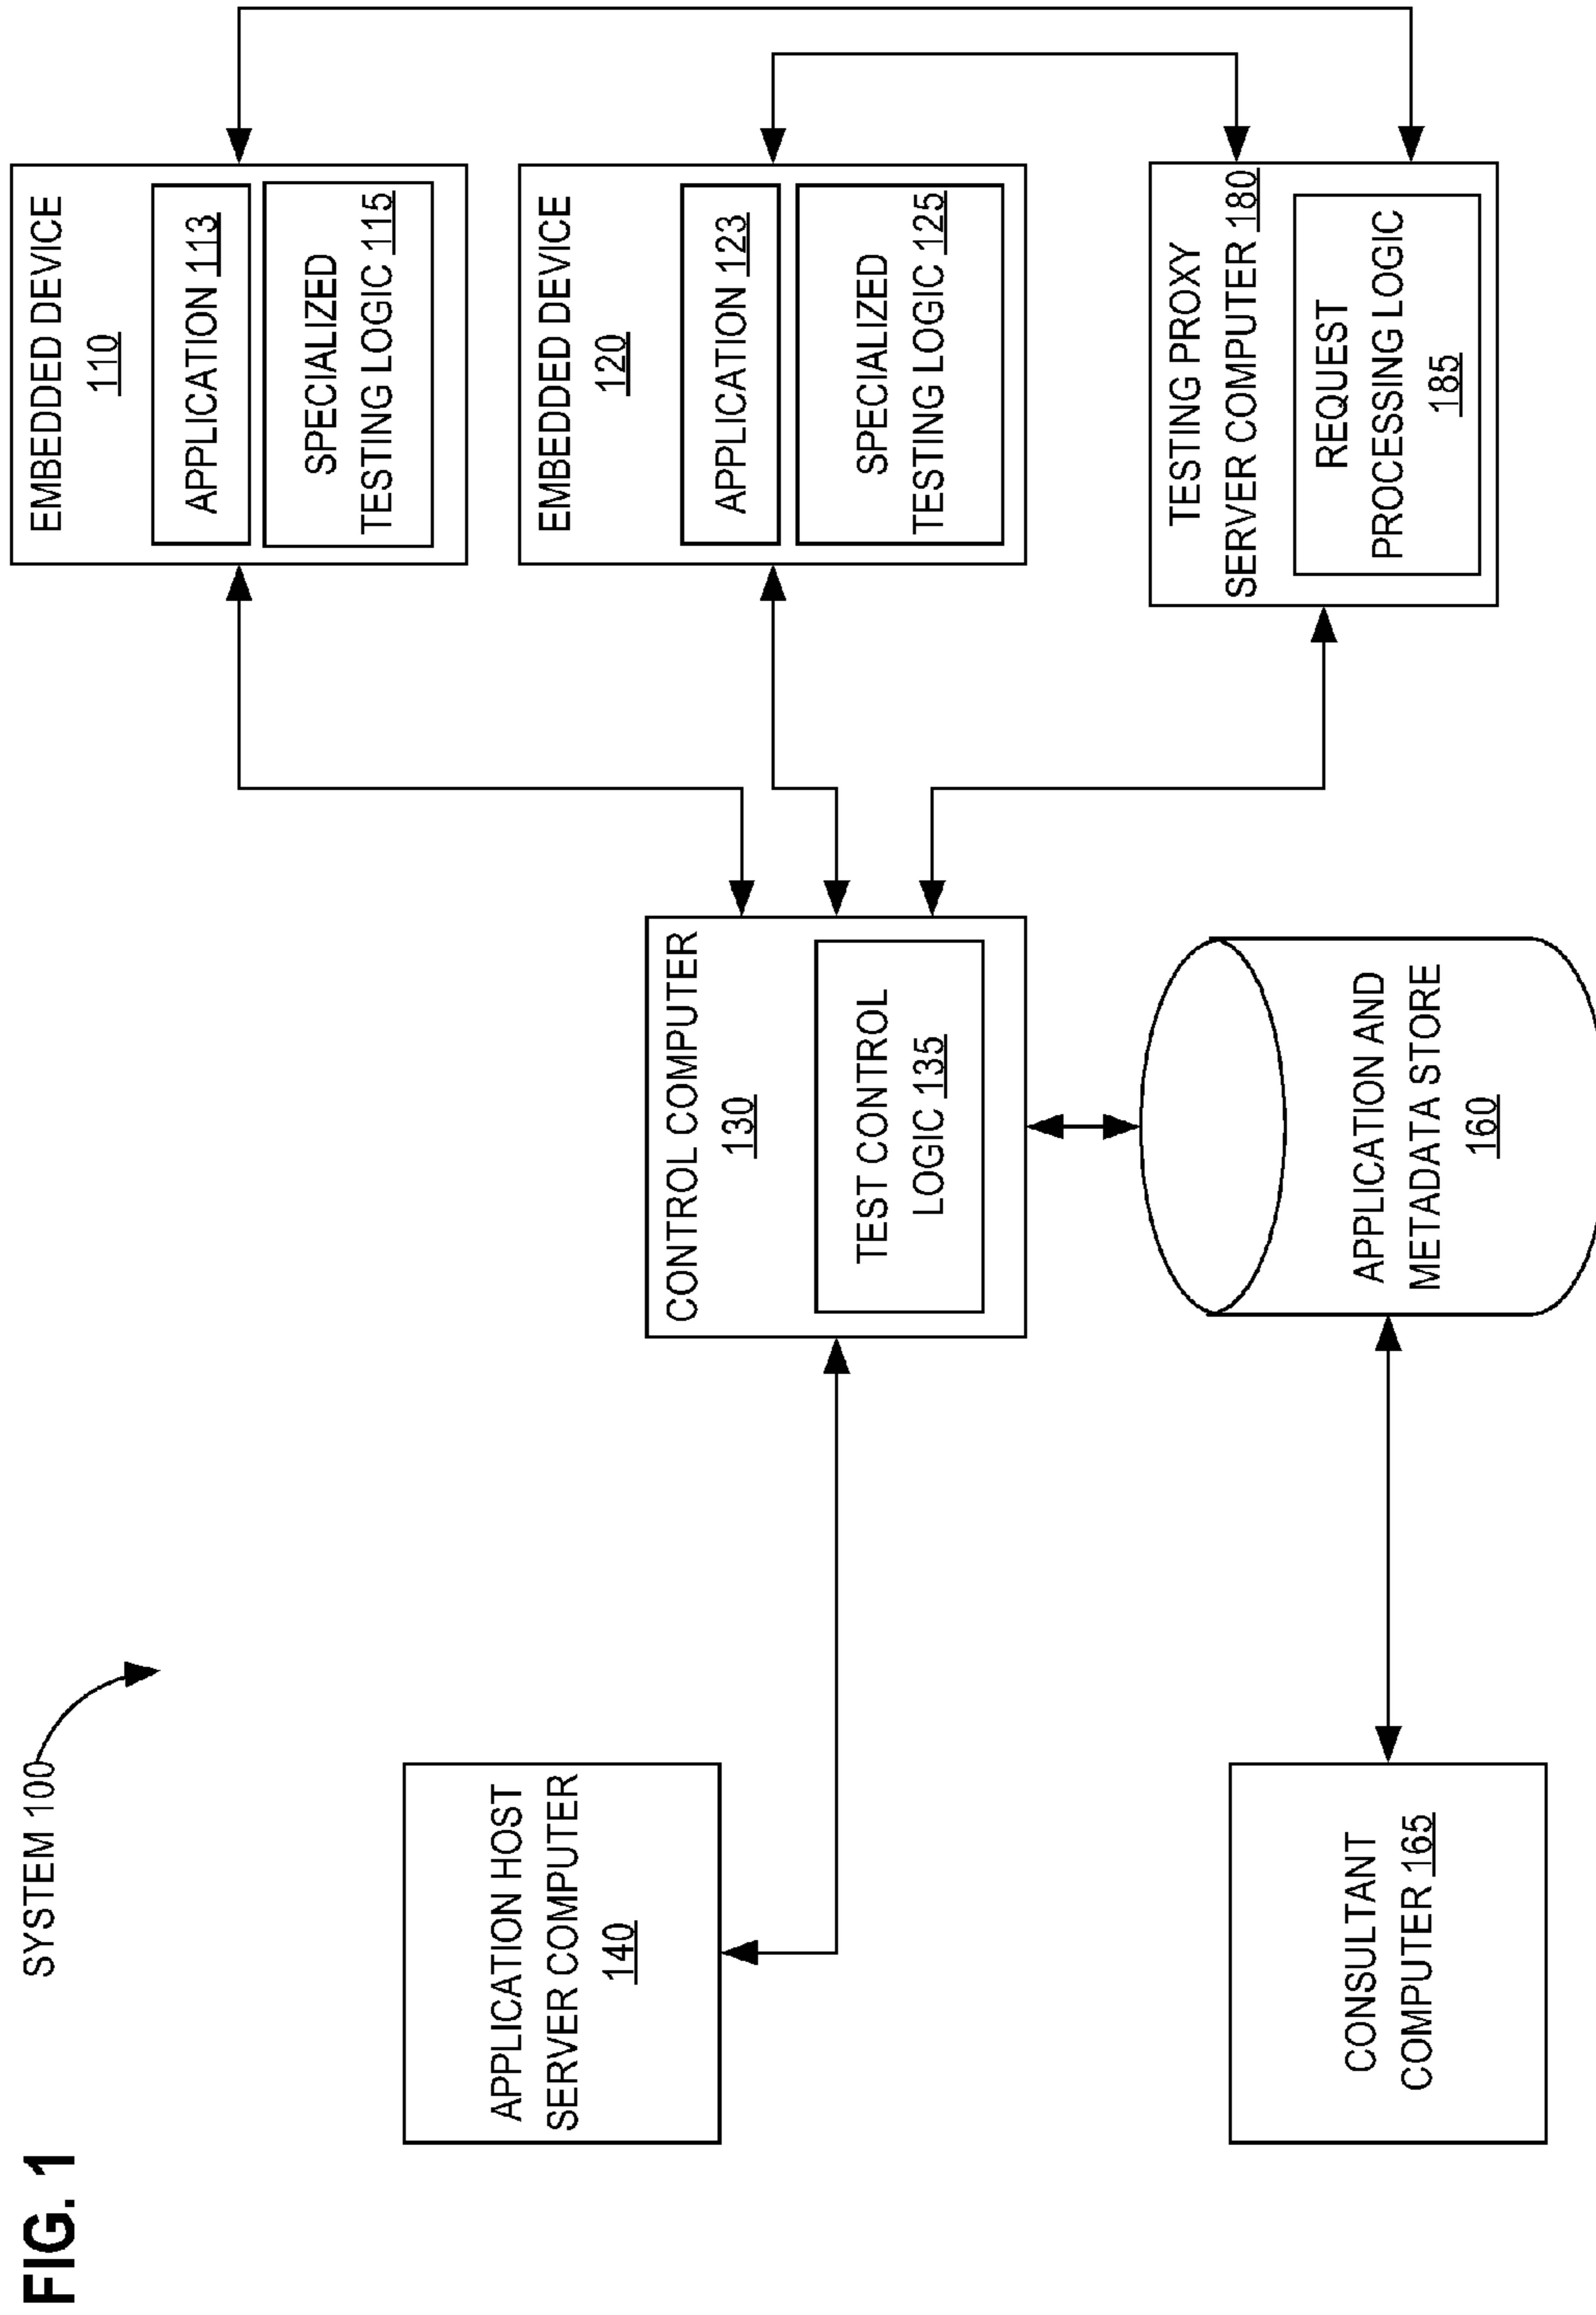 FIG. 1
SYSTEM 100
APPLICATION HOST
SERVER COMPUTER
140
CONSULTANT
COMPUTER 165
CONTROL COMPUTER
130
TEST CONTROL
LOGIC 135
APPLICATION AND
METADATA STORE
160
EMBEDDED DEVICE
110
APPLICATION 113
SPECIALIZED
TESTING LOGIC 115
EMBEDDED DEVICE
120
APPLICATION 123
SPECIALIZED
TESTING LOGIC 125
TESTING PROXY
SERVER COMPUTER 180
REQUEST
PROCESSING LOGIC
185